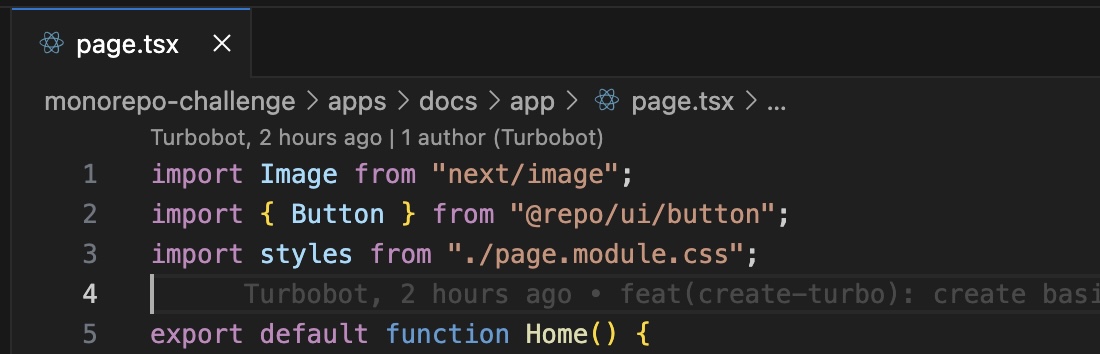 page.tsx
monorepo-challenge > apps > docs > app > page.tsx > ...
Turbobot, 2 hours ago | 1 author (Turbobot)
1 import Image from "next/image";
2 import { Button } from "@repo/ui/button";
3 import styles from "./page.module.css";
4 Turbobot, 2 hours ago • feat(create-turbo): create basi
5 export default function Home() {